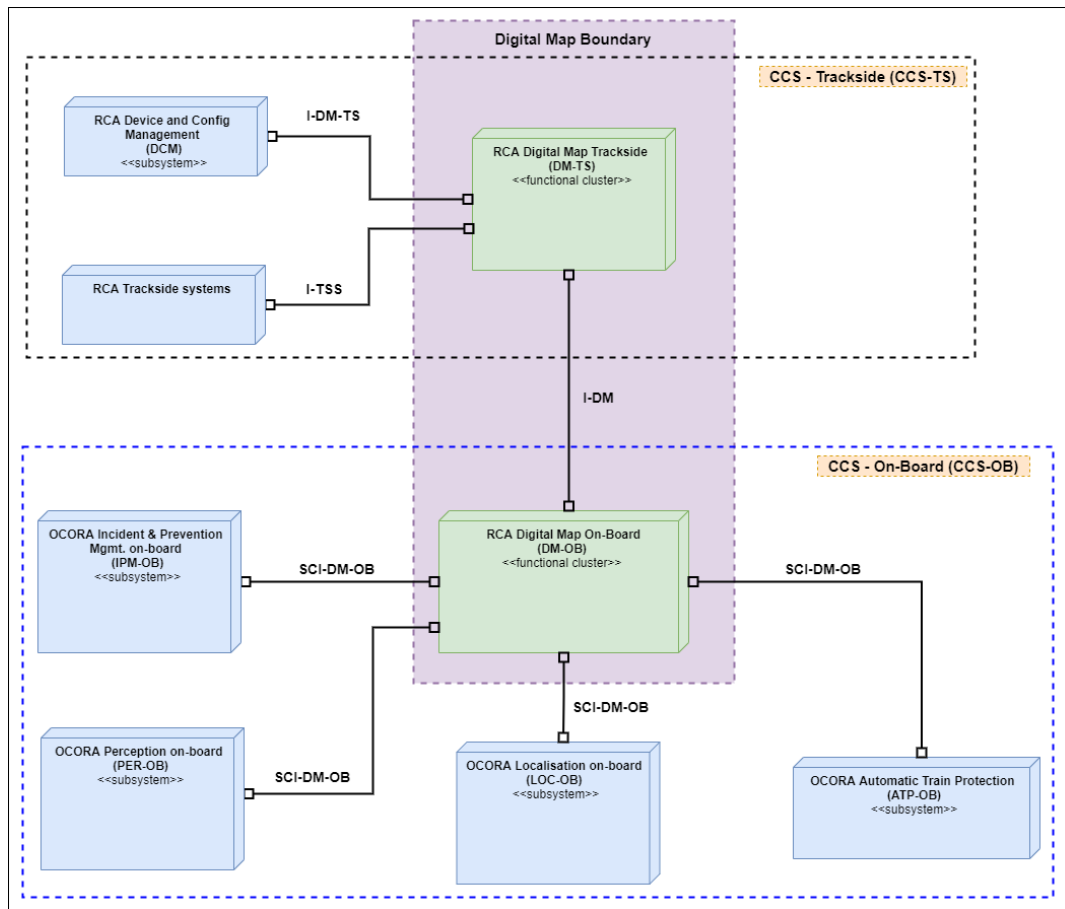 Digital Map Boundary
CCS - Trackside (CCS-TS)
RCA Device and Config
Management
(DCM)
<<subsystem>>
I-DM-TS
RCA Digital Map Trackside
(DM-TS)
<<functional cluster>>
RCA Trackside systems
I-TSS
I-DM
CCS - On-Board (CCS-OB)
OCORA Incident & Prevention
Mgmt. on-board
(IPM-OB)
<<subsystem>>
SCI-DM-OB
RCA Digital Map On-Board
(DM-OB)
<<functional cluster>>
SCI-DM-OB
SCI-DM-OB
OCORA Perception on-board
(PER-OB)
<<subsystem>>
SCI-DM-OB
OCORA Localisation on-board
(LOC-OB)
<<subsystem>>
OCORA Automatic Train Protection
(ATP-OB)
<<subsystem>>